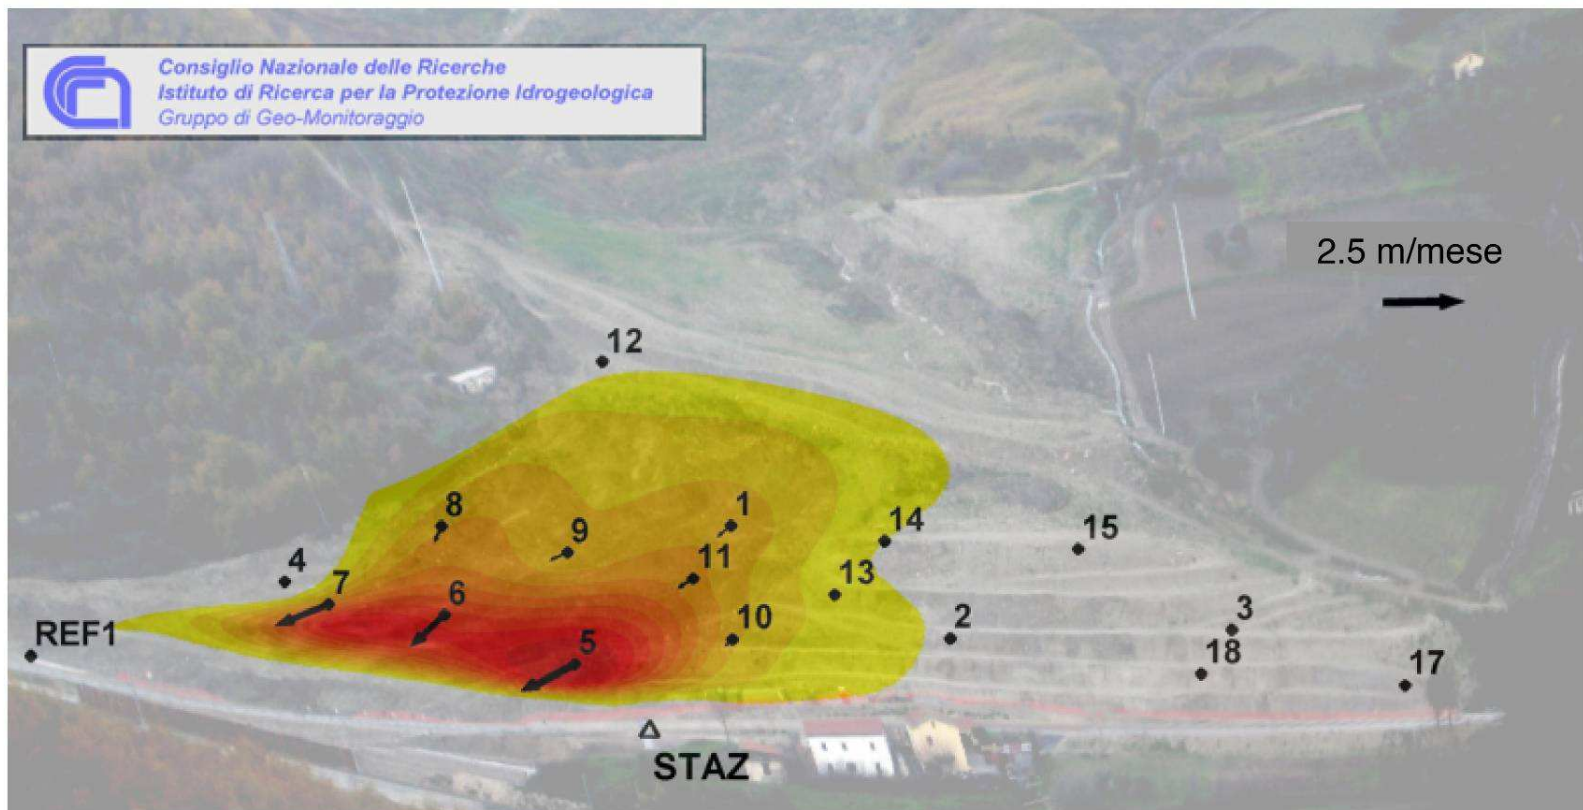 Consiglio Nazionale delle Ricerche
Istituto di Ricerca per la Protezione Idrogeologica
Gruppo di Geo-Monitoraggio
2.5 m/mese
12
8
1
9
14
15
11
4
7
13
6
10
2
3
REF1
5
18
17
STAZ